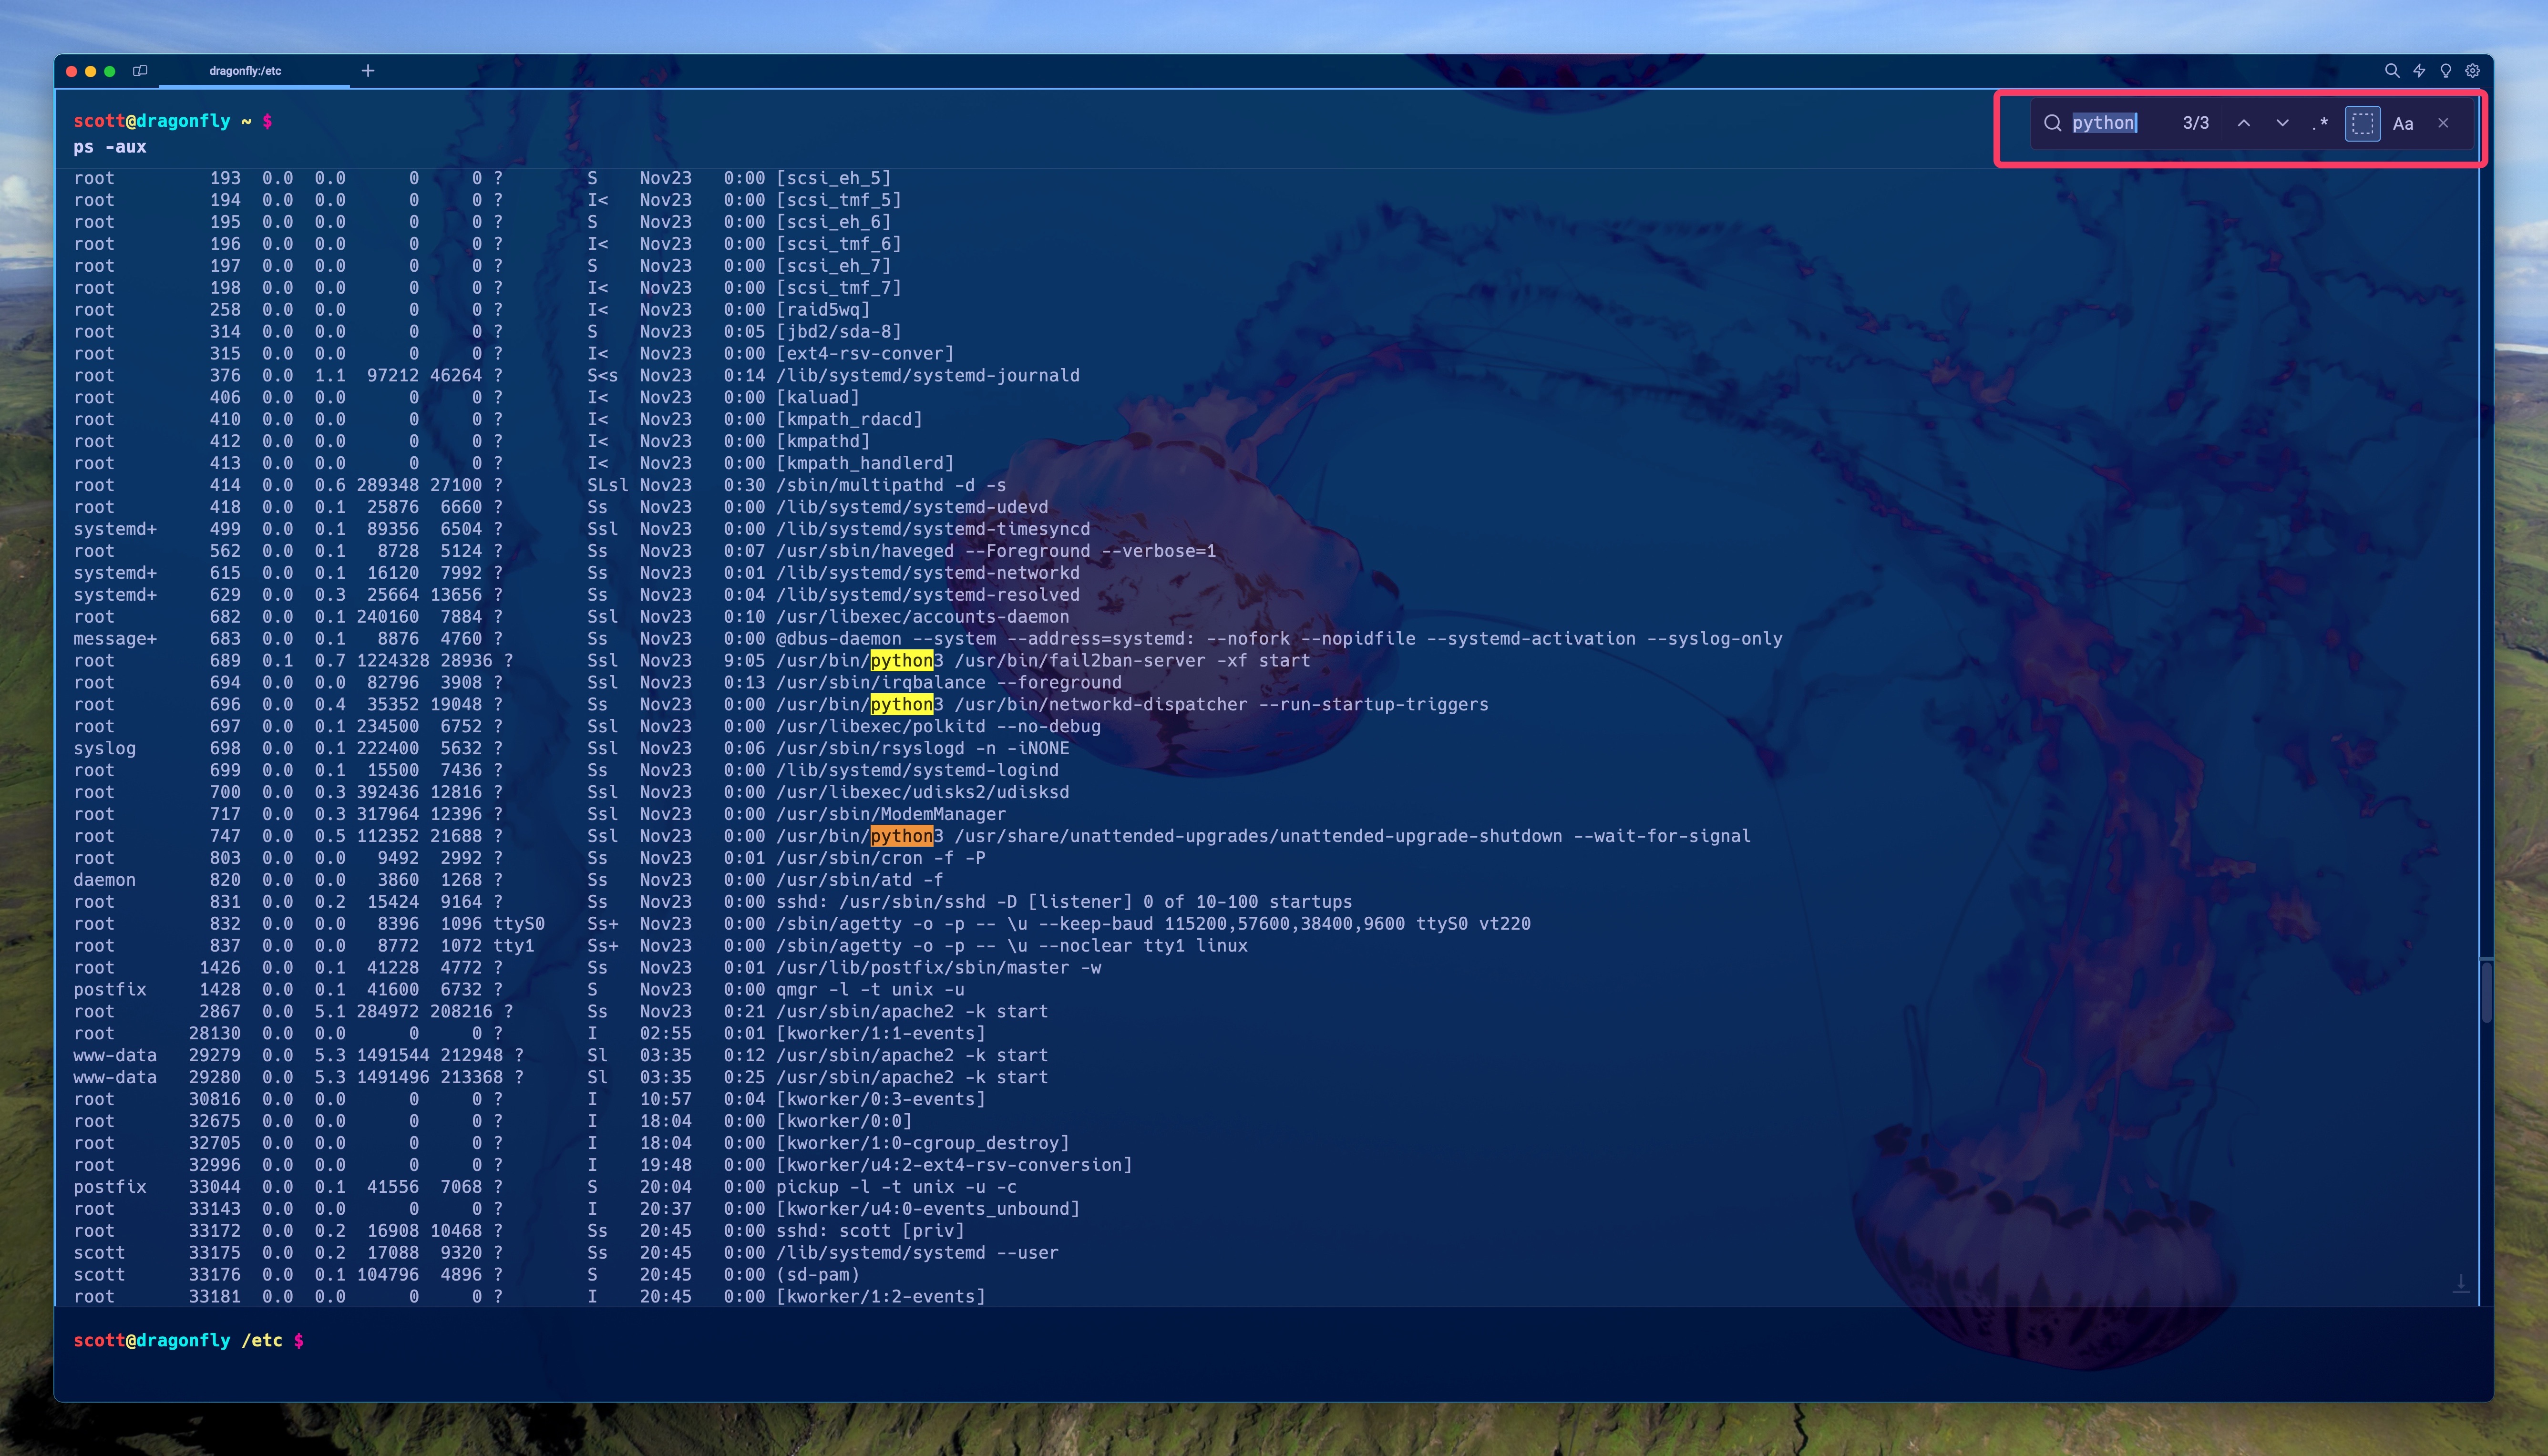 dragonfly:/etc
scott@dragonfly ~ $
ps -aux
python 3/3 .* Aa
root 193 0.0 0.0 0 0 ? S Nov23 0:00 [scsi_eh_5]
root 194 0.0 0.0 0 0 ? I< Nov23 0:00 [scsi_tmf_5]
root 195 0.0 0.0 0 0 ? S Nov23 0:00 [scsi_eh_6]
root 196 0.0 0.0 0 0 ? I< Nov23 0:00 [scsi_tmf_6]
root 197 0.0 0.0 0 0 ? S Nov23 0:00 [scsi_eh_7]
root 198 0.0 0.0 0 0 ? I< Nov23 0:00 [scsi_tmf_7]
root 258 0.0 0.0 0 0 ? I< Nov23 0:00 [raid5wq]
root 314 0.0 0.0 0 0 ? S Nov23 0:05 [jbd2/sda-8]
root 315 0.0 0.0 0 0 ? I< Nov23 0:00 [ext4-rsv-conver]
root 376 0.0 1.1 97212 46264 ? S<s Nov23 0:14 /lib/systemd/systemd-journald
root 406 0.0 0.0 0 0 ? I< Nov23 0:00 [kaluad]
root 410 0.0 0.0 0 0 ? I< Nov23 0:00 [kmpath_rdacd]
root 412 0.0 0.0 0 0 ? I< Nov23 0:00 [kmpathd]
root 413 0.0 0.0 0 0 ? I< Nov23 0:00 [kmpath_handlerd]
root 414 0.0 0.6 289348 27100 ? SLsl Nov23 0:30 /sbin/multipathd -d -s
root 418 0.0 0.1 25876 6660 ? Ss Nov23 0:00 /lib/systemd/systemd-udevd
systemd+ 499 0.0 0.1 89356 6504 ? Ssl Nov23 0:00 /lib/systemd/systemd-timesyncd
root 562 0.0 0.1 8728 5124 ? Ss Nov23 0:07 /usr/sbin/haveged --Foreground --verbose=1
systemd+ 615 0.0 0.1 16120 7992 ? Ss Nov23 0:01 /lib/systemd/systemd-networkd
systemd+ 629 0.0 0.3 25664 13656 ? Ss Nov23 0:04 /lib/systemd/systemd-resolved
root 682 0.0 0.1 240160 7884 ? Ssl Nov23 0:10 /usr/libexec/accounts-daemon
message+ 683 0.0 0.1 8876 4760 ? Ss Nov23 0:00 @dbus-daemon --system --address=systemd: --nofork --nopidfile --systemd-activation --syslog-only
root 689 0.1 0.7 1224328 28936 ? Ssl Nov23 9:05 /usr/bin/python3 /usr/bin/fail2ban-server -xf start
root 694 0.0 0.0 82796 3908 ? Ssl Nov23 0:13 /usr/sbin/irqbalance --foreground
root 696 0.0 0.4 35352 19048 ? Ss Nov23 0:00 /usr/bin/python3 /usr/bin/networkd-dispatcher --run-startup-triggers
root 697 0.0 0.1 234500 6752 ? Ssl Nov23 0:00 /usr/libexec/polkitd --no-debug
syslog 698 0.0 0.1 222400 5632 ? Ssl Nov23 0:06 /usr/sbin/rsyslogd -n -iNONE
root 699 0.0 0.1 15500 7436 ? Ss Nov23 0:00 /lib/systemd/systemd-logind
root 700 0.0 0.3 392436 12816 ? Ssl Nov23 0:00 /usr/libexec/udisks2/udisksd
root 717 0.0 0.3 317964 12396 ? Ssl Nov23 0:00 /usr/sbin/ModemManager
root 747 0.0 0.5 112352 21688 ? Ssl Nov23 0:00 /usr/bin/python3 /usr/share/unattended-upgrades/unattended-upgrade-shutdown --wait-for-signal
root 803 0.0 0.0 9492 2992 ? Ss Nov23 0:01 /usr/sbin/cron -f -P
daemon 820 0.0 0.0 3860 1268 ? Ss Nov23 0:00 /usr/sbin/atd -f
root 831 0.0 0.2 15424 9164 ? Ss Nov23 0:00 sshd: /usr/sbin/sshd -D [listener] 0 of 10-100 startups
root 832 0.0 0.0 8396 1096 ttyS0 Ss+ Nov23 0:00 /sbin/agetty -o -p -- \u --keep-baud 115200,57600,38400,9600 ttyS0 vt220
root 837 0.0 0.0 8772 1072 tty1 Ss+ Nov23 0:00 /sbin/agetty -o -p -- \u --noclear tty1 linux
root 1426 0.0 0.1 41228 4772 ? Ss Nov23 0:01 /usr/lib/postfix/sbin/master -w
postfix 1428 0.0 0.1 41600 6732 ? S Nov23 0:00 qmgr -l -t unix -u
root 2867 0.0 5.1 284972 208216 ? Ss Nov23 0:21 /usr/sbin/apache2 -k start
root 28130 0.0 0.0 0 0 ? I 02:55 0:01 [kworker/1:1-events]
www-data 29279 0.0 5.3 1491544 212948 ? Sl 03:35 0:12 /usr/sbin/apache2 -k start
www-data 29280 0.0 5.3 1491496 213368 ? Sl 03:35 0:25 /usr/sbin/apache2 -k start
root 30816 0.0 0.0 0 0 ? I 10:57 0:04 [kworker/0:3-events]
root 32675 0.0 0.0 0 0 ? I 18:04 0:00 [kworker/0:0]
root 32705 0.0 0.0 0 0 ? I 18:04 0:00 [kworker/1:0-cgroup_destroy]
root 32996 0.0 0.0 0 0 ? I 19:48 0:00 [kworker/u4:2-ext4-rsv-conversion]
postfix 33044 0.0 0.1 41556 7068 ? S 20:04 0:00 pickup -l -t unix -u -c
root 33143 0.0 0.0 0 0 ? I 20:37 0:00 [kworker/u4:0-events_unbound]
root 33172 0.0 0.2 16908 10468 ? Ss 20:45 0:00 sshd: scott [priv]
scott 33175 0.0 0.2 17088 9320 ? Ss 20:45 0:00 /lib/systemd/systemd --user
scott 33176 0.0 0.1 104796 4896 ? S 20:45 0:00 (sd-pam)
root 33181 0.0 0.0 0 0 ? I 20:45 0:00 [kworker/1:2-events]
scott@dragonfly /etc $